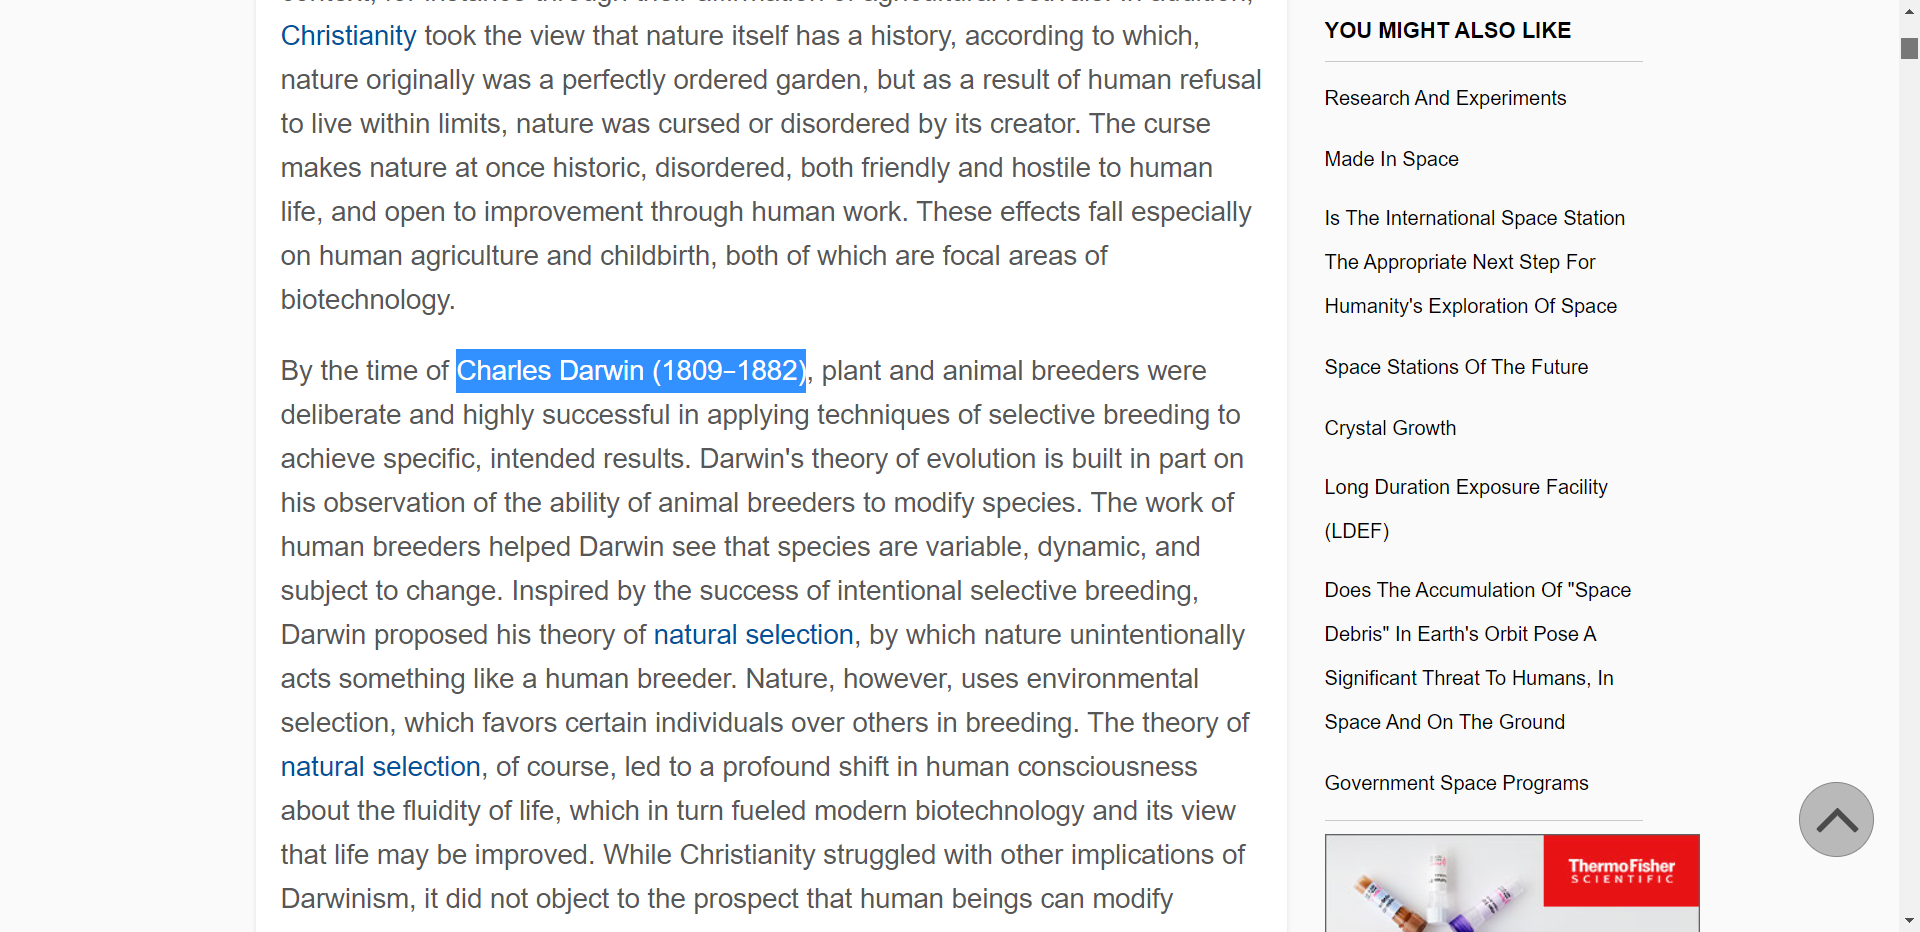 Christianity took the view that nature itself has a history, according to which,
nature originally was a perfectly ordered garden, but as a result of human refusal
to live within limits, nature was cursed or disordered by its creator. The curse
makes nature at once historic, disordered, both friendly and hostile to human
life, and open to improvement through human work. These effects fall especially
on human agriculture and childbirth, both of which are focal areas of
biotechnology.
By the time of Charles Darwin (1809–1882), plant and animal breeders were
deliberate and highly successful in applying techniques of selective breeding to
achieve specific, intended results. Darwin's theory of evolution is built in part on
his observation of the ability of animal breeders to modify species. The work of
human breeders helped Darwin see that species are variable, dynamic, and
subject to change. Inspired by the success of intentional selective breeding,
Darwin proposed his theory of natural selection, by which nature unintentionally
acts something like a human breeder. Nature, however, uses environmental
selection, which favors certain individuals over others in breeding. The theory of
natural selection, of course, led to a profound shift in human consciousness
about the fluidity of life, which in turn fueled modern biotechnology and its view
that life may be improved. While Christianity struggled with other implications of
Darwinism, it did not object to the prospect that human beings can modify
YOU MIGHT ALSO LIKE
Research And Experiments
Made In Space
Is The International Space Station
The Appropriate Next Step For
Humanity's Exploration Of Space
Space Stations Of The Future
Crystal Growth
Long Duration Exposure Facility
(LDEF)
Does The Accumulation Of "Space
Debris" In Earth's Orbit Pose A
Significant Threat To Humans, In
Space And On The Ground
Government Space Programs
ThermoFisher
SCIENTIFIC